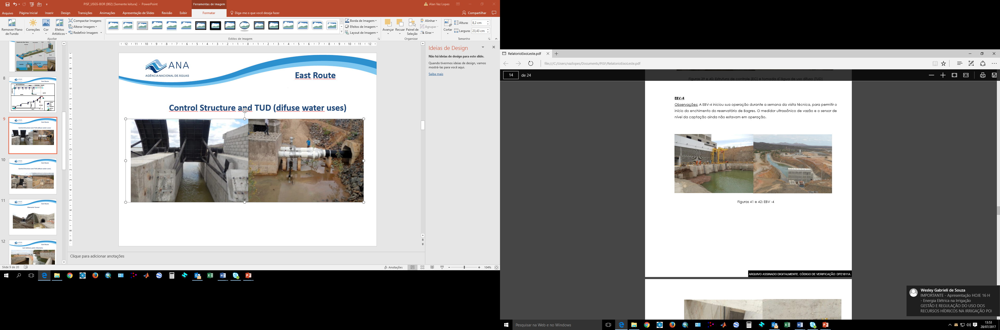 PISF_USGS-BOR (002) [Somente leitura] - PowerPoint
Ferramentas de Imagem
Alan Vaz Lopes
Arquivo Página Inicial Inserir Design Transições Animações Apresentação de Slides Revisão Exibir Formatar Diga-me o que você deseja fazer Compartilhar
Remover Plano de Fundo
Correções
Cor
Efeitos Artísticos
Compactar Imagens
Alterar Imagem
Redefinir Imagem
Ajustar
Estilos de Imagem
Borda de Imagem
Efeitos de Imagem
Layout de Imagem
Avançar
Recuar
Painel de Seleção
Alinhar
Agrupar
Girar
Organizar
Cortar
Altura: 8,2 cm
Largura: 23,43 cm
Tamanho
8
East Route
9
East Route
Control Structure and TUD (difuse water uses)
10
East Route
Control Structure and TUD (difuse water uses)
11
ANA
East Route
Giancarlo Tunnel
12
East Route
Last delivery point: Monteiro
ANA
AGÊNCIA NACIONAL DE ÁGUAS
East Route
Control Structure and TUD (difuse water uses)
Clique para adicionar anotações
Ideias de Design
Não há ideias de design para este slide.
Quando tivermos ideias de design, vamos
mostrá-las para você aqui.
Saiba mais
Slide 9 de 20
Anotações
104%
RelatorioEixoLeste.pdf
file:///C:/Users/vazlopes/Documents/PISF/RelatorioEixoLeste.pdf
14 de 24
Figuras 39 e 40: Estrutura de controle (EC) e tomada d´água de uso difuso (TUD)
EBV-4
Observações: A EBV-4 iniciou sua operação durante a semana da visita técnica, para permitir o
início do enchimento do reservatório de Bagres. O medidor ultrassônico de vazão e o sensor de
nível da captação ainda não estavam em operação.
Figuras 41 e 42: EBV -4
ARQUIVO ASSINADO DIGITALMENTE. CÓDIGO DE VERIFICAÇÃO: DFE1811A.
Wesley Gabrieli de Souza
IMPORTANTE - Apresentação HOJE 16 H
- Energia Elétrica na Irrigação
GESTÃO E REGULAÇÃO DO USO DOS
RECURSOS HÍDRICOS NA IRRIGAÇÃO
Pesquisar na Web e no Windows
13:53
28/07/2017